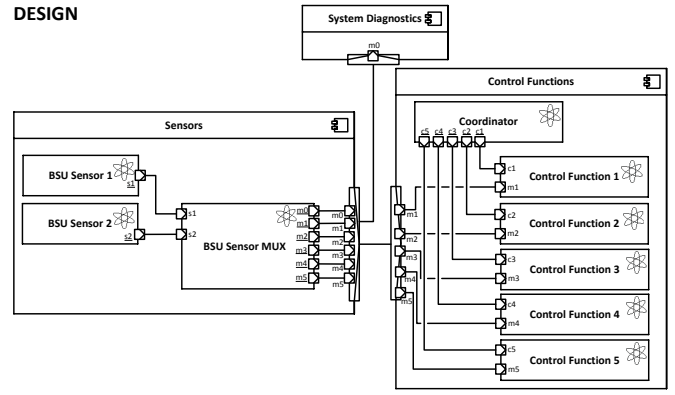 DESIGN
System Diagnostics
m0
Control Functions
Coordinator
c5 c4 c3 c2 c1
Sensors
BSU Sensor 1
s1
BSU Sensor 2
s2
s1
s2
BSU Sensor MUX
m0
m1
m2
m3
m4
m5
m0
m1
m2
m3
m4
m5
m1
m2
m3
m4
m5
c1
Control Function 1
m1
c2
Control Function 2
m2
c3
Control Function 3
m3
c4
Control Function 4
m4
c5
Control Function 5
m5